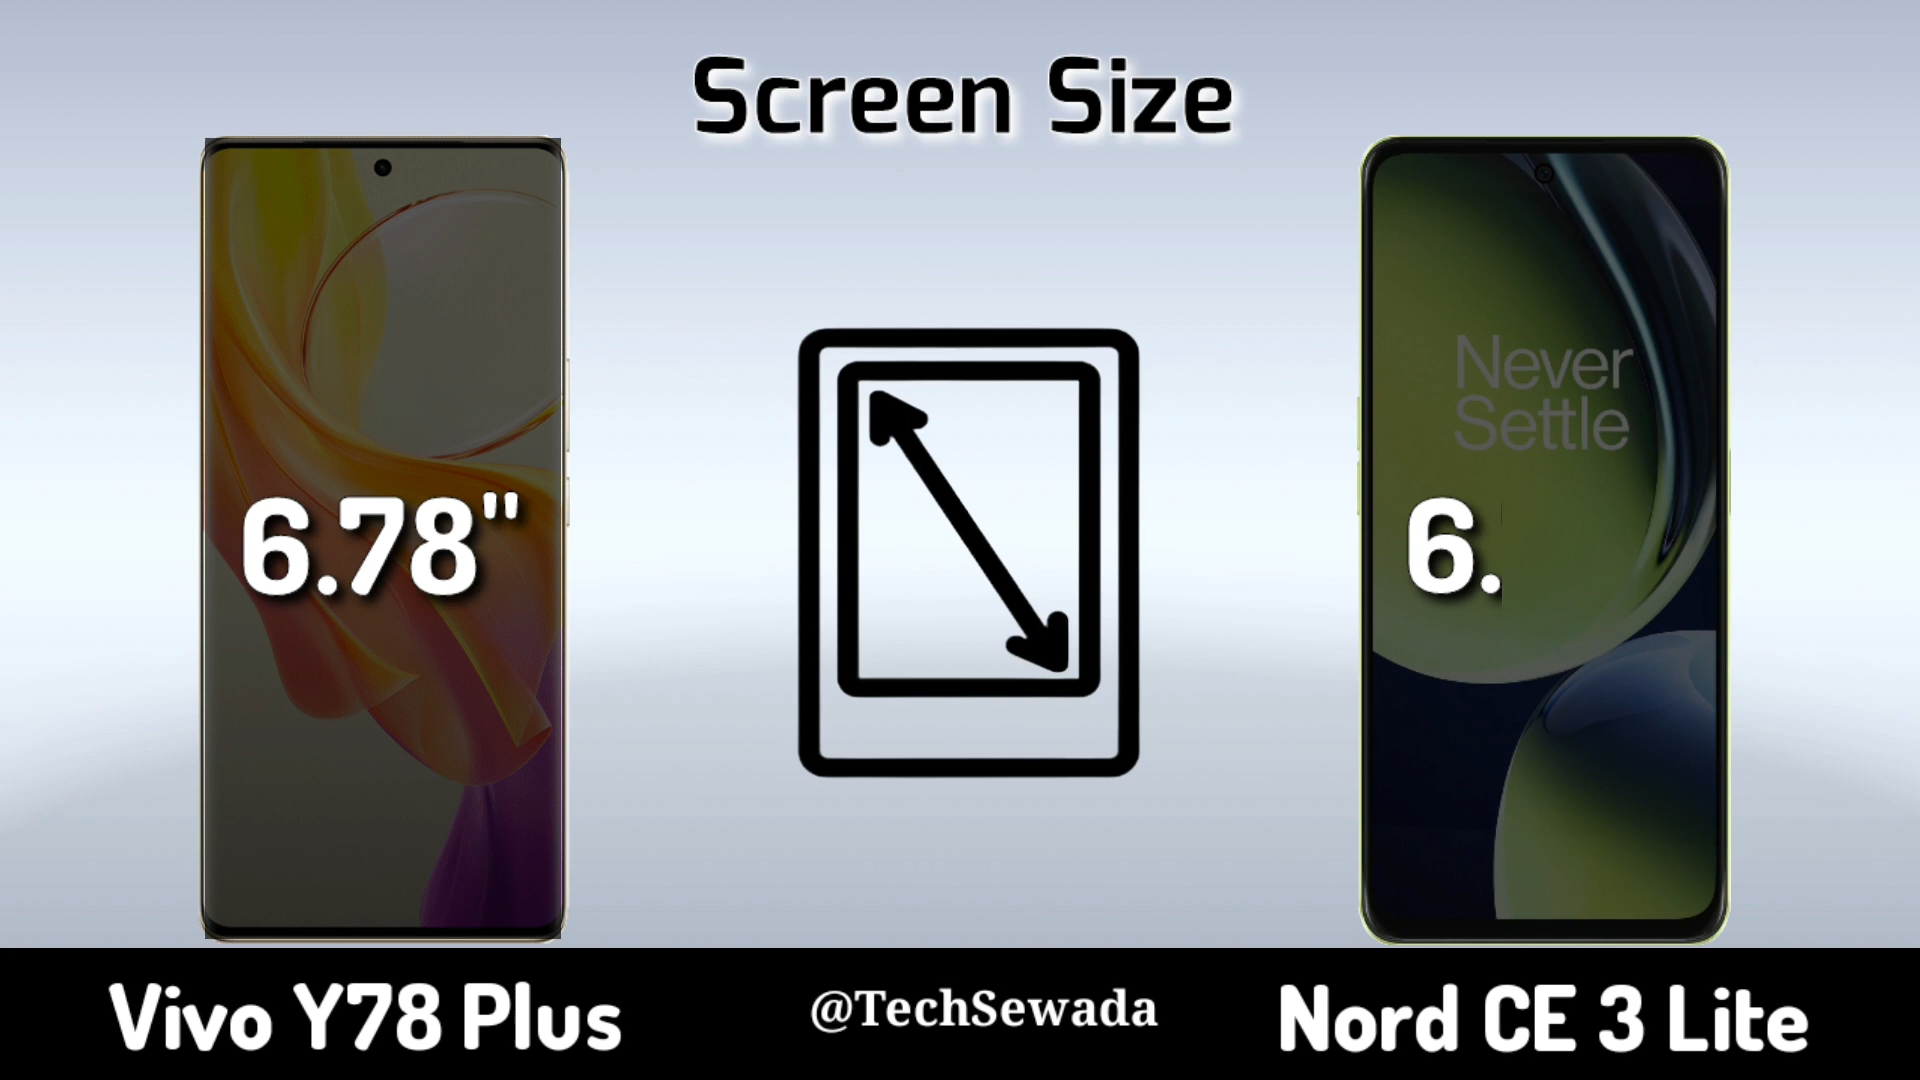 Screen Size
Never
Settle
6.78"
6.
Vivo Y78 Plus
@TechSewada
Nord CE 3 Lite